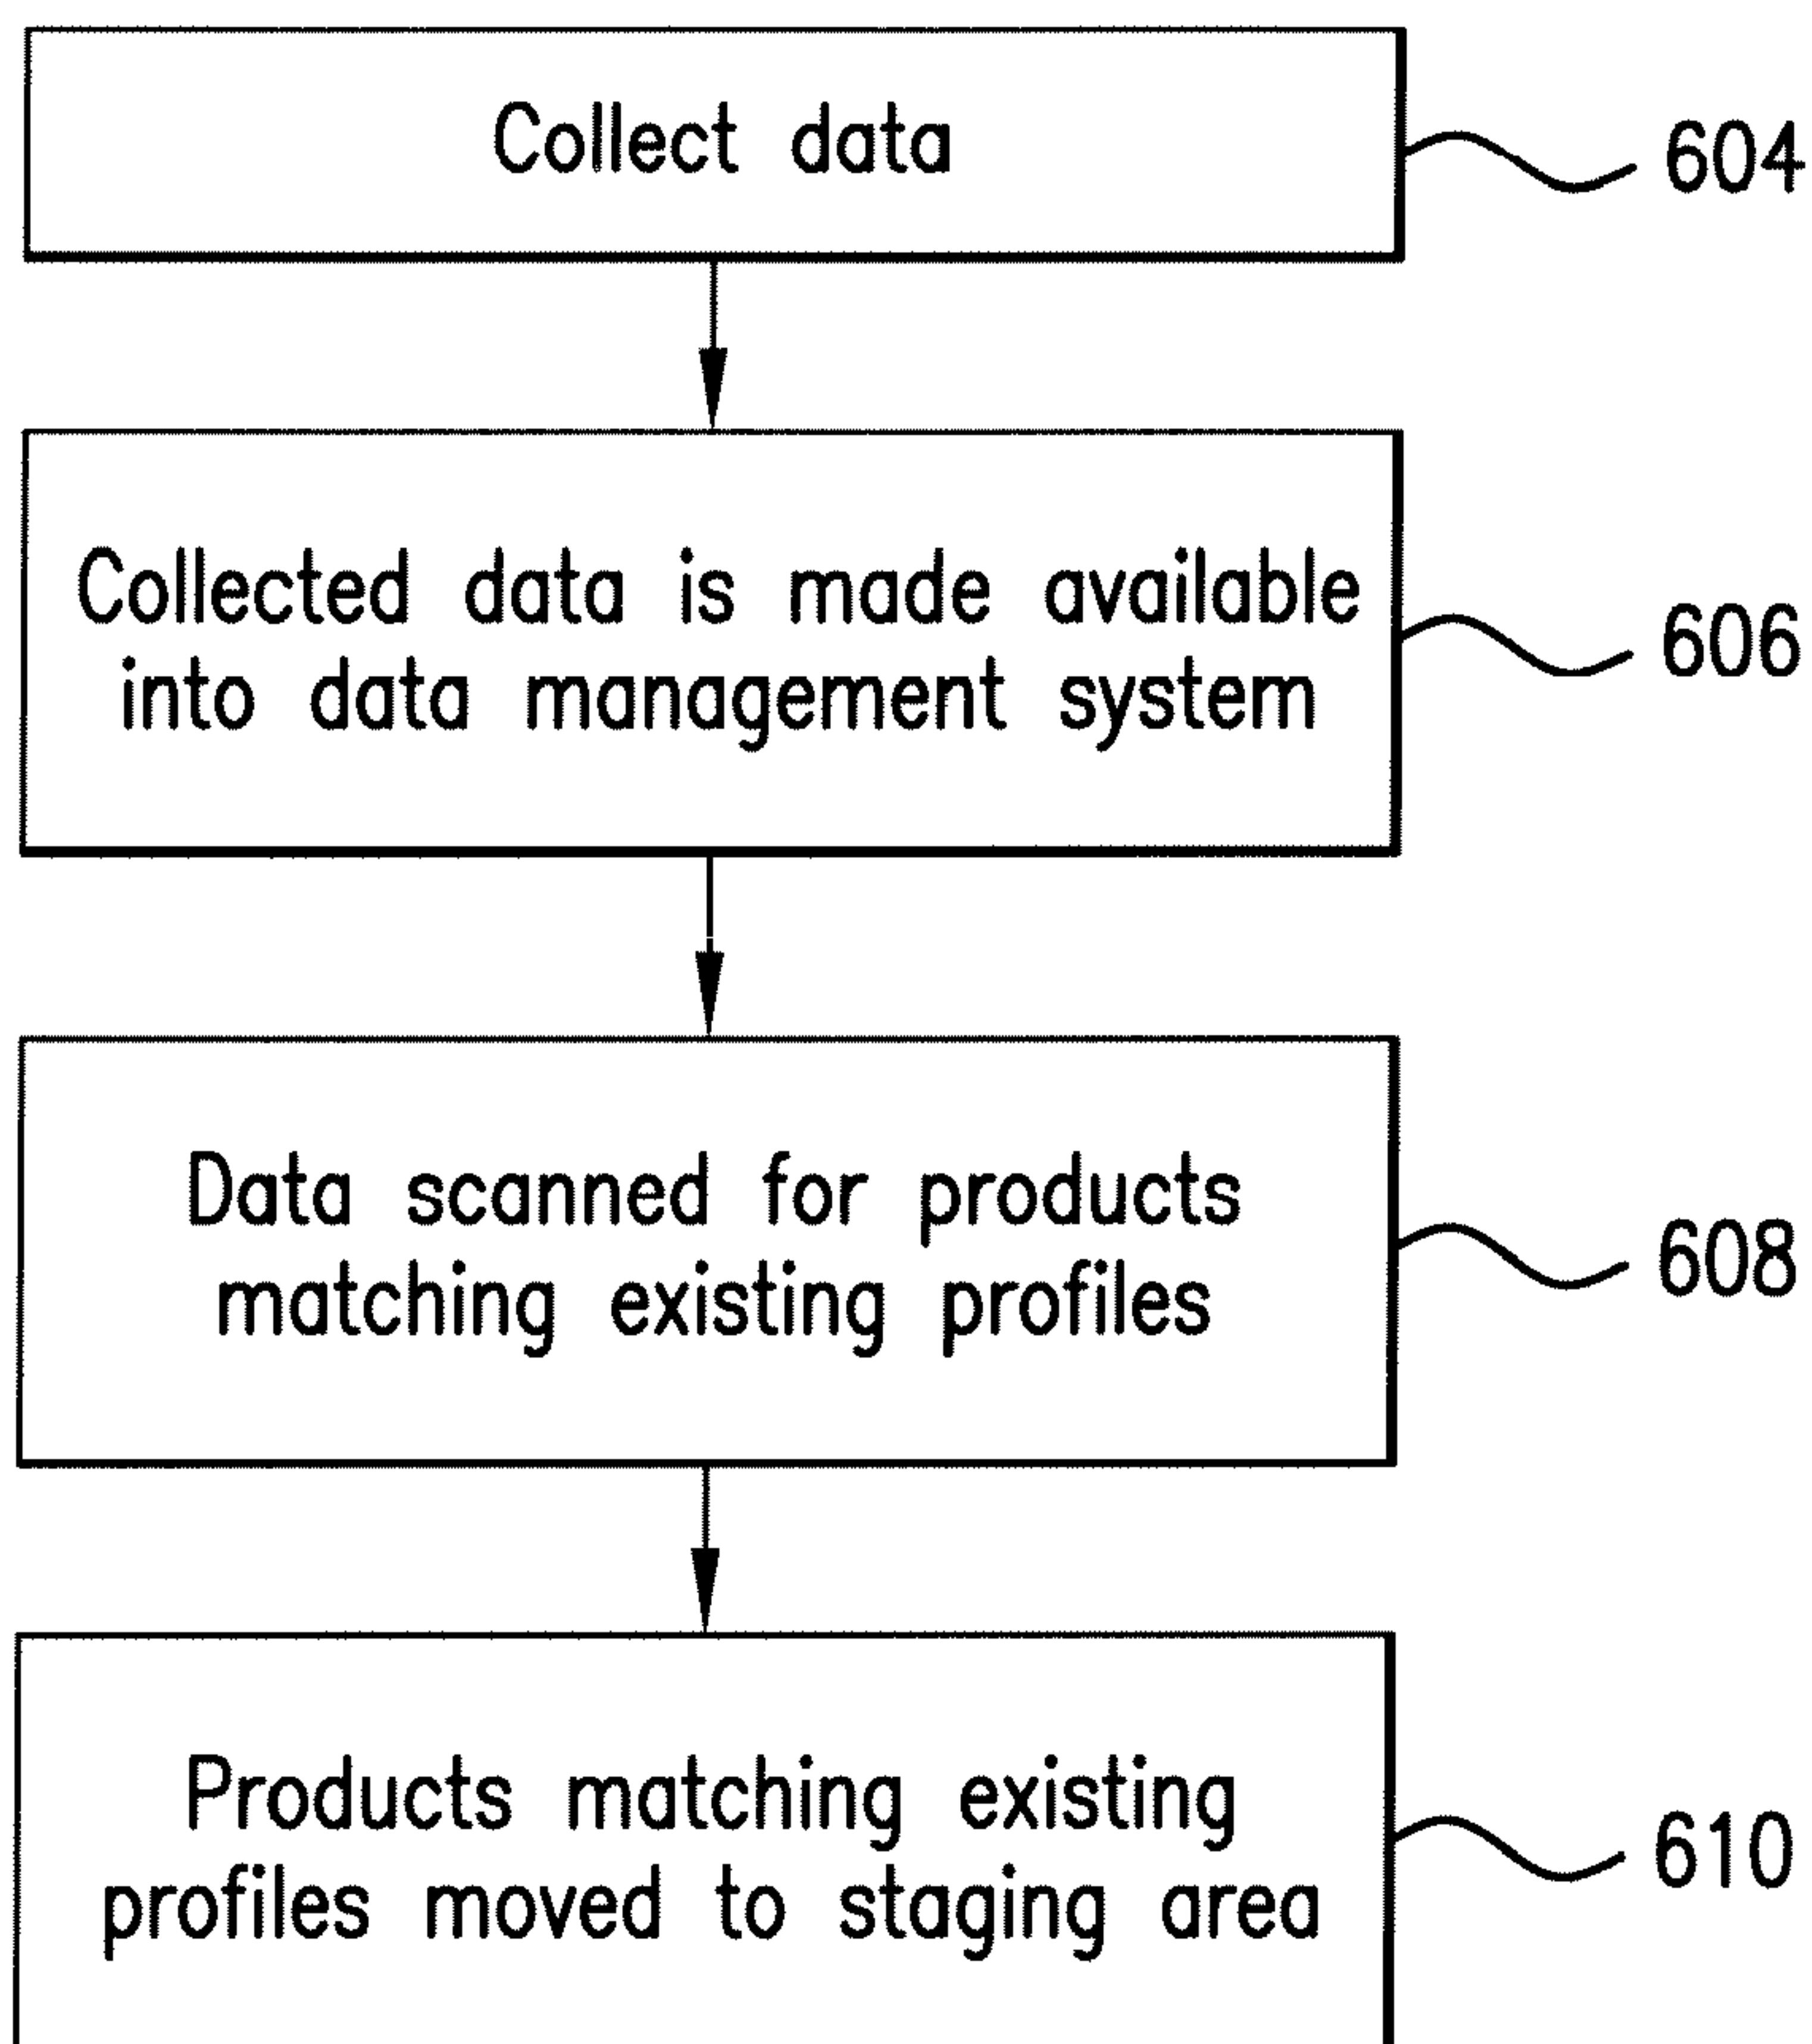 Collect data
604
Collected data is made available
into data management system
606
Data scanned for products
matching existing profiles
608
Products matching existing
profiles moved to staging area
610